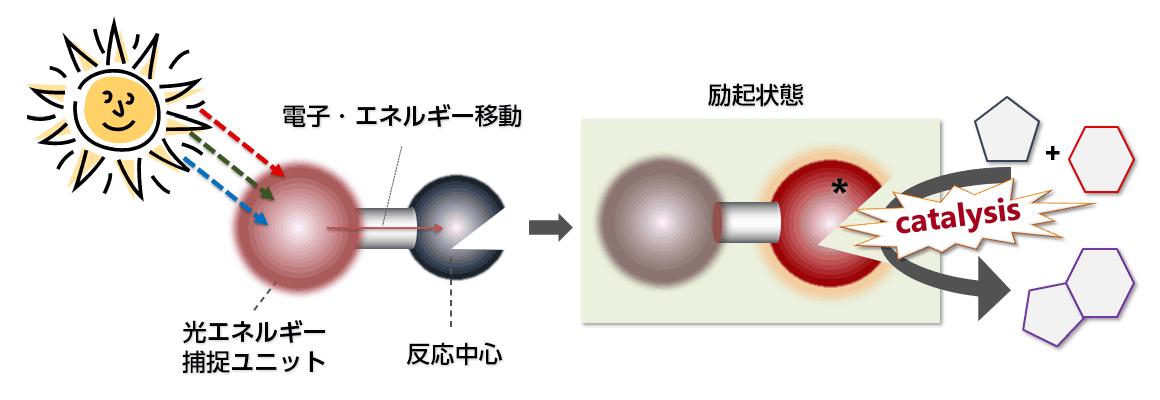 電子・エネルギー移動
光エネルギー
捕捉ユニット
反応中心
励起状態
*
+
catalysis